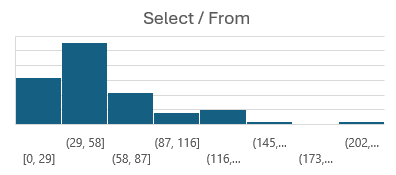 Select / From
(29, 58] (87, 116] (145,... (202,...
[0, 29] (58, 87] (116,... (173,...